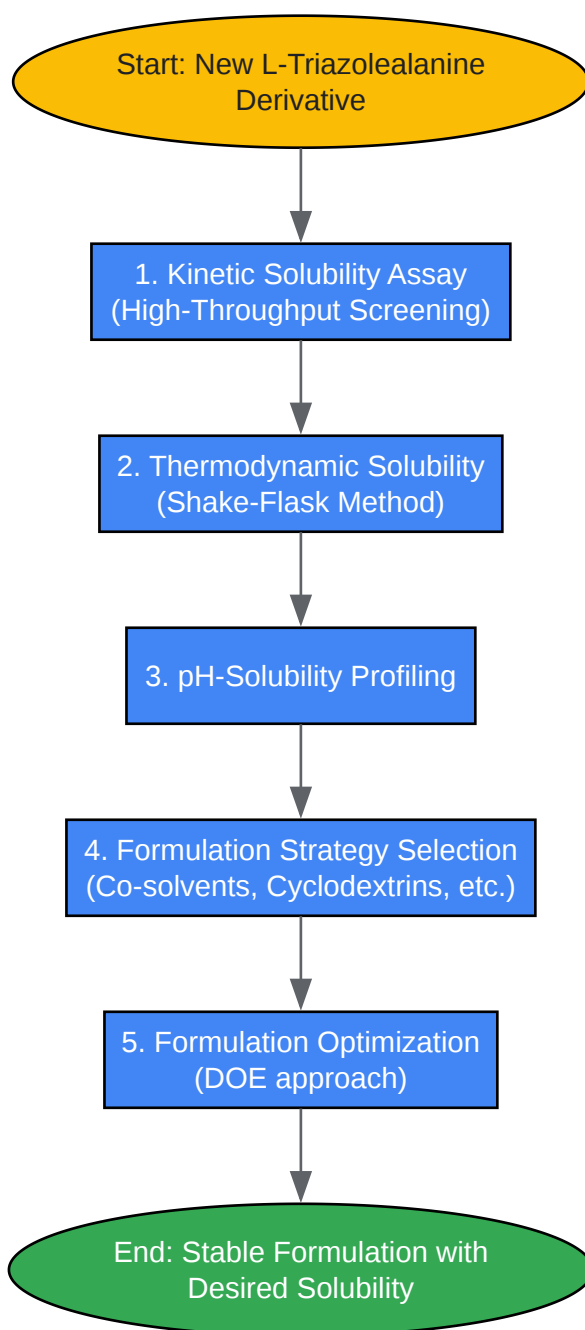 Start: New L-Triazolealanine
Derivative
1. Kinetic Solubility Assay
(High-Throughput Screening)
2. Thermodynamic Solubility
(Shake-Flask Method)
3. pH-Solubility Profiling
4. Formulation Strategy Selection
(Co-solvents, Cyclodextrins, etc.)
5. Formulation Optimization
(DOE approach)
End: Stable Formulation with
Desired Solubility